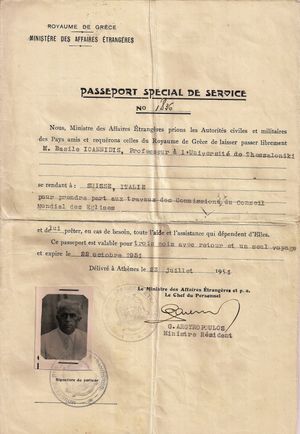 ROYAUME DE GRÈCE
MINISTÈRE DES AFFAIRES ÉTRANGÈRES
PASSEPORT SPECIAL DE SERVICE
No 1836
Nous, Ministre des Affaires Étrangères prions les Autorités civiles et militaires
des Pays amis et requérons celles du Royaume de Grèce de laisser passer librement
M. Basile IOANNIDIS, Professeur à l'Université de Thessaloniki
se rendant à : SUISSE, ITALIE
pour prendre part aux travaux des Commissions du Conseil
Mondial des Eglises
et de lui prêter, en cas de besoin, toute l'aide et l'assistance qui dépendent d'Elles.
Ce passeport est valable pour trois mois avec retour et un seul voyage
et expire le 22 octobre 1951
Délivré à Athènes le juillet 195
Le Ministre des Affaires Étrangères et p. o.
Le Chef du Personnel
G. ARGYROPOULOS
Ministre Résident
Signature du porteur